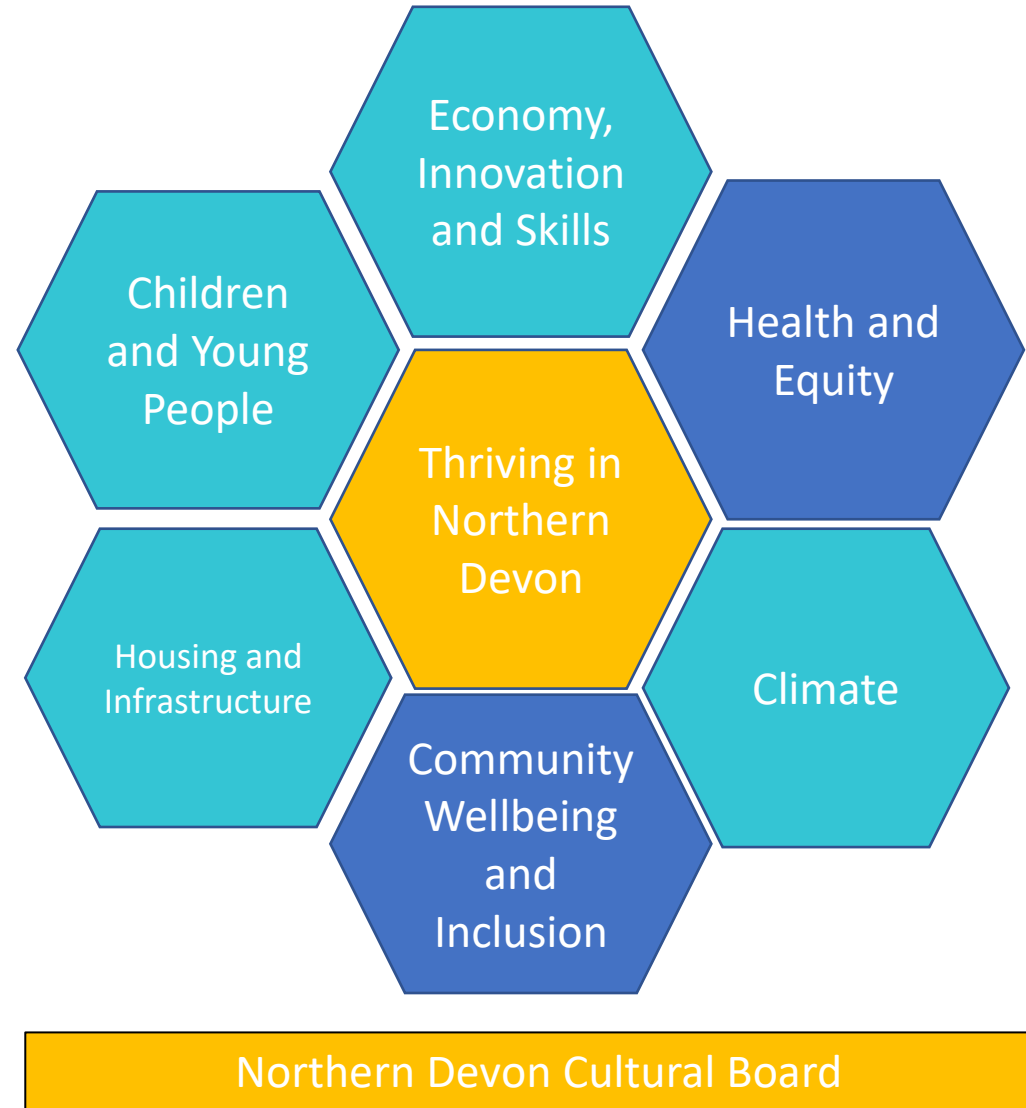 Economy,
Innovation
and Skills
Children
and Young
People
Health and
Equity
Thriving in
Northern
Devon
Housing and
Infrastructure
Climate
Community
Wellbeing
and
Inclusion
Northern Devon Cultural Board